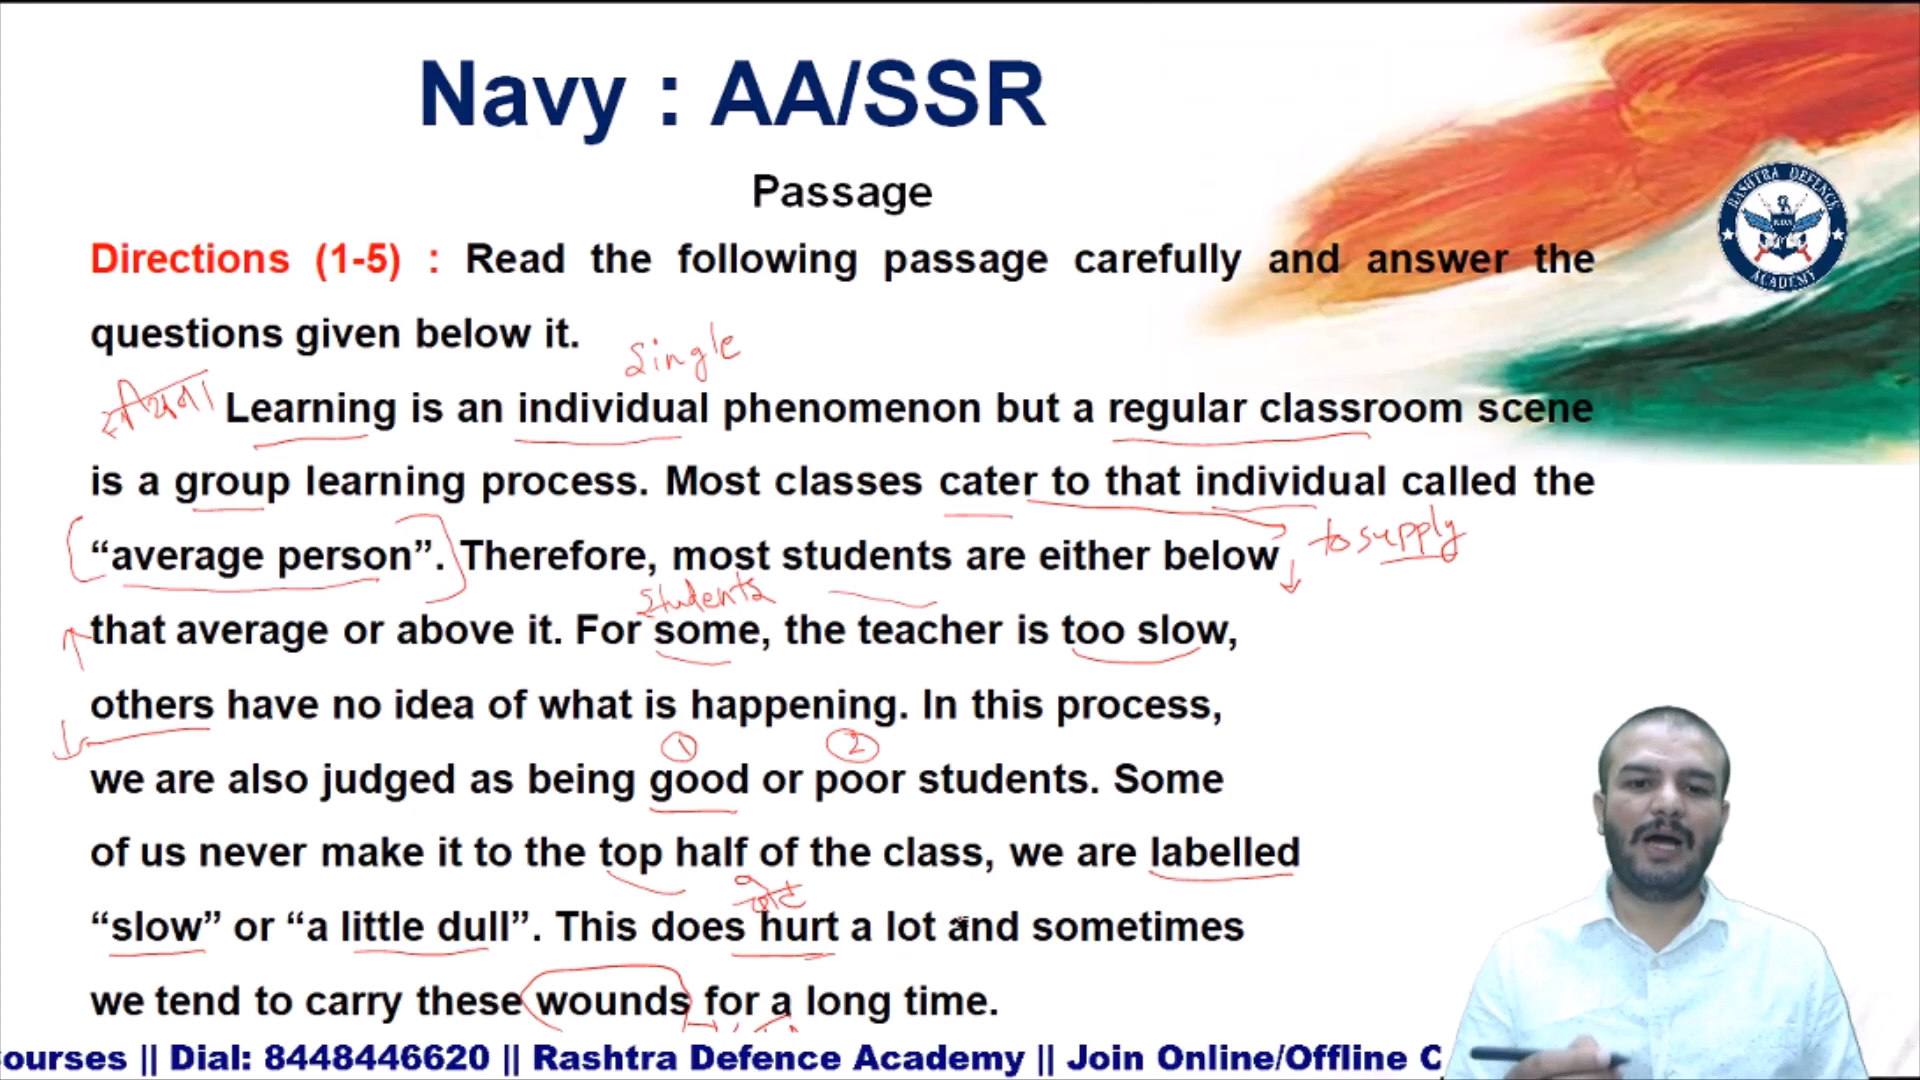 Navy : AA/SSR
Passage
RASHTRA DEFENCE
ACADEMY
Directions (1-5) : Read the following passage carefully and answer the
questions given below it.
Single
सीखना Learning is an individual phenomenon but a regular classroom scene
is a group learning process. Most classes cater to that individual called the
to supply
“average person”. Therefore, most students are either below
students
that average or above it. For some, the teacher is too slow,
others have no idea of what is happening. In this process,
1 2
we are also judged as being good or poor students. Some
of us never make it to the top half of the class, we are labelled
चोट
“slow” or “a little dull”. This does hurt a lot and sometimes
we tend to carry these wounds for a long time.
ourses || Dial: 8448446620 || Rashtra Defence Academy || Join Online/Offline C